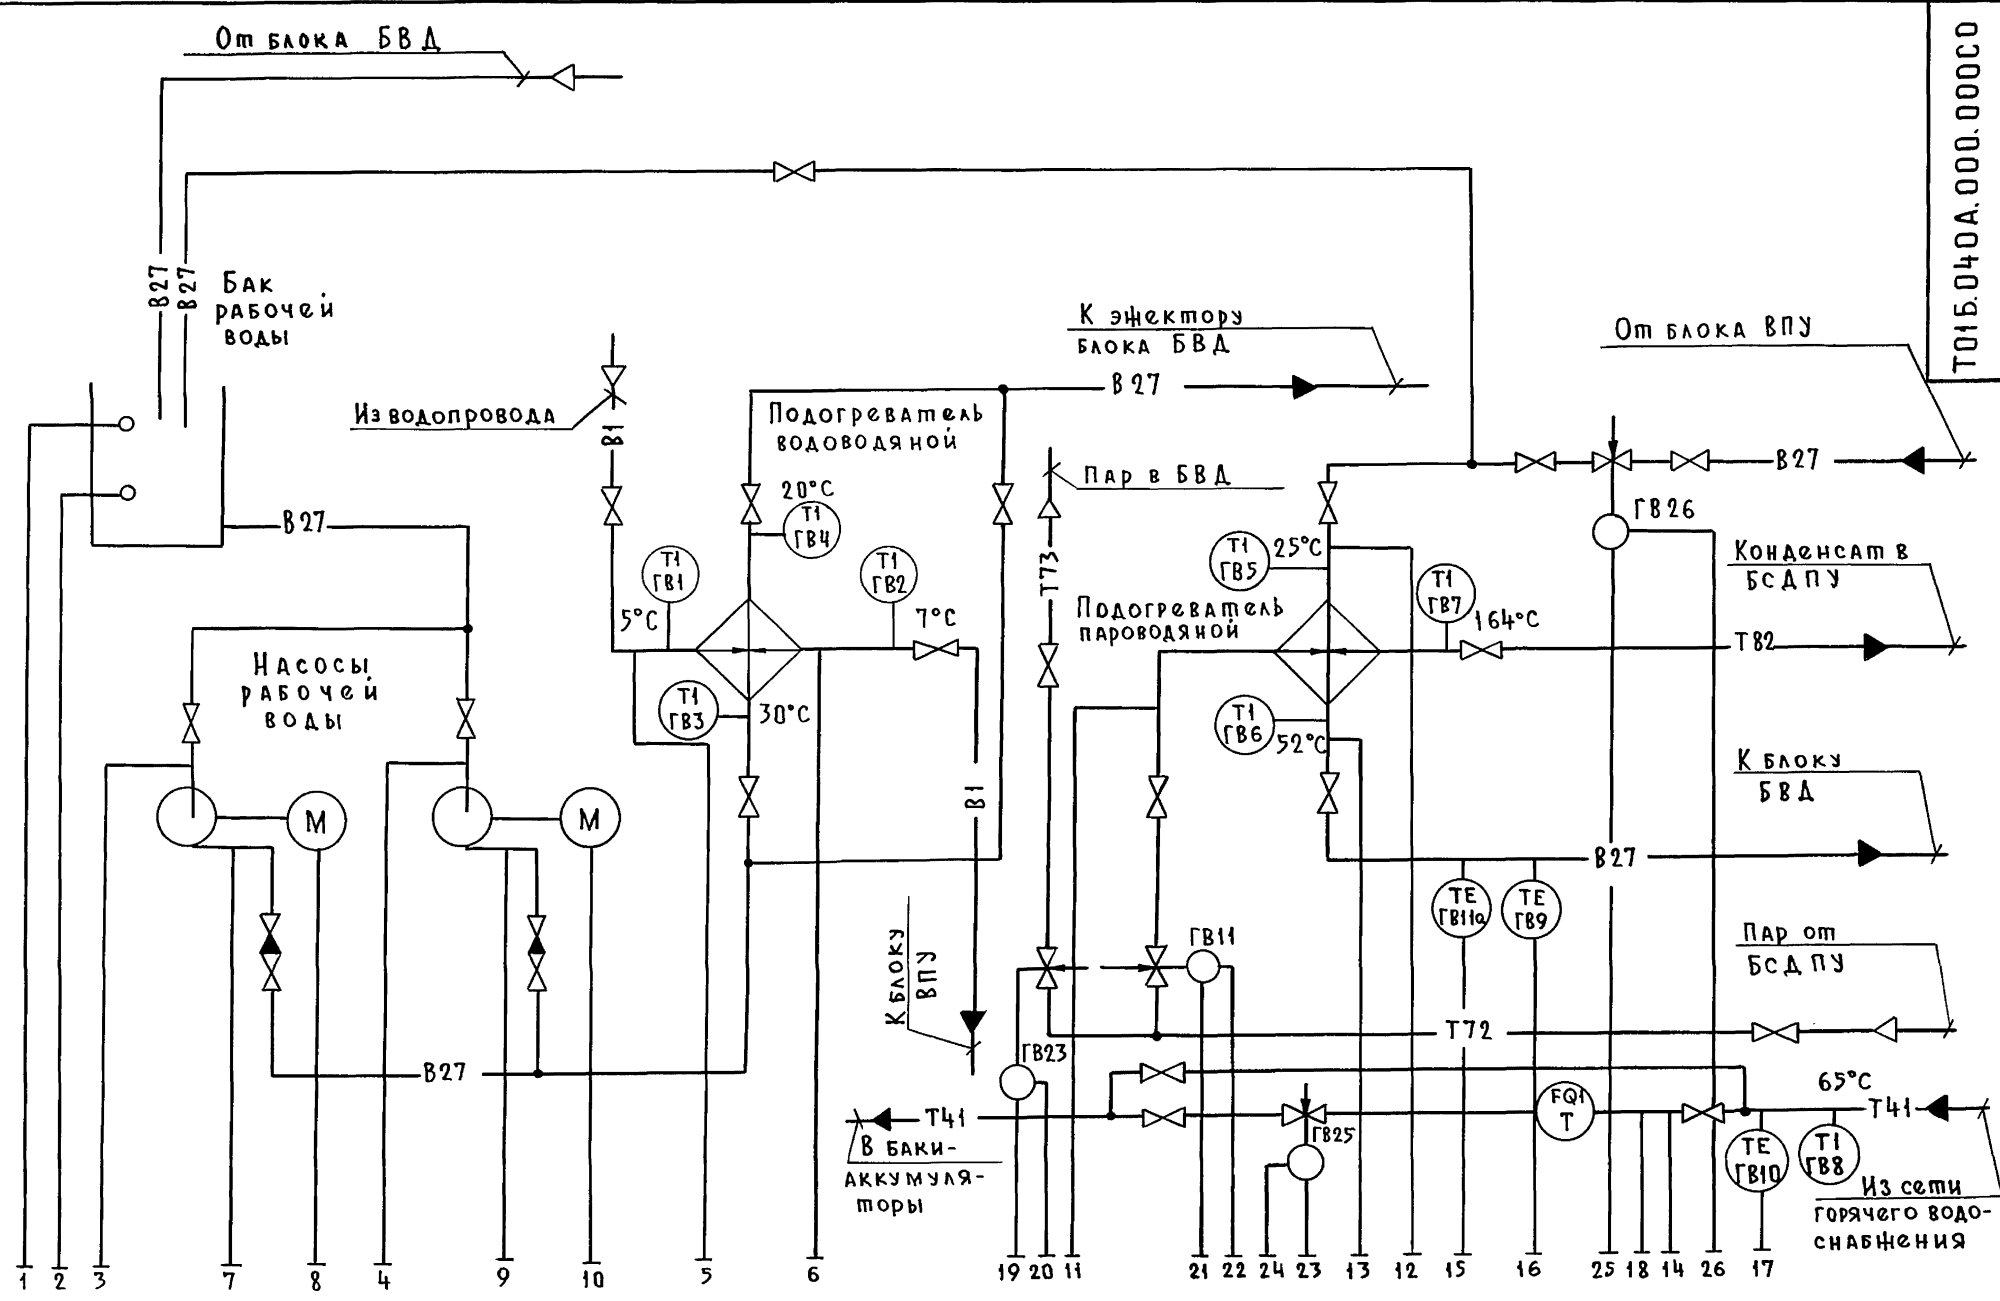 От блока БВД
Т01Б.040А.000.000СО
В27
В27
Бак
рабочей
воды
Из водопровода
В1
К эжектору
блока БВД
В27
От блока ВПУ
Подогреватель
водоводяной
20°С
Т1
ГВ4
Пар в БВД
В27
ГВ26
В27
Т1
ГВ1
5°С
Т1
ГВ2
7°С
Т73
Т1
ГВ5
25°С
Т1
ГВ7
164°С
Конденсат в
БСДПУ
Т82
Подогреватель
пароводяной
Насосы
рабочей
воды
Т1
ГВ3
30°С
Т1
ГВ6
52°С
К блоку
БВД
М
М
В1
В27
ТЕ
ГВ11а
ТЕ
ГВ9
К блоку
ВПУ
ГВ11
Пар от
БСДПУ
Т72
В27
ГВ23
65°С
Т41
В баки-
аккумуля-
торы
ГВ25
FQ1
Т
Т41
ТЕ
ГВ10
Т1
ГВ8
Из сети
горячего водо-
снабжения
1 2 3 7 8 4 9 10 5 6 19 20 11 21 22 24 23 13 12 15 16 25 18 14 26 17